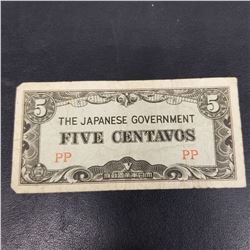 5 5
THE JAPANESE GOVERNMENT
FIVE CENTAVOS
PP PP